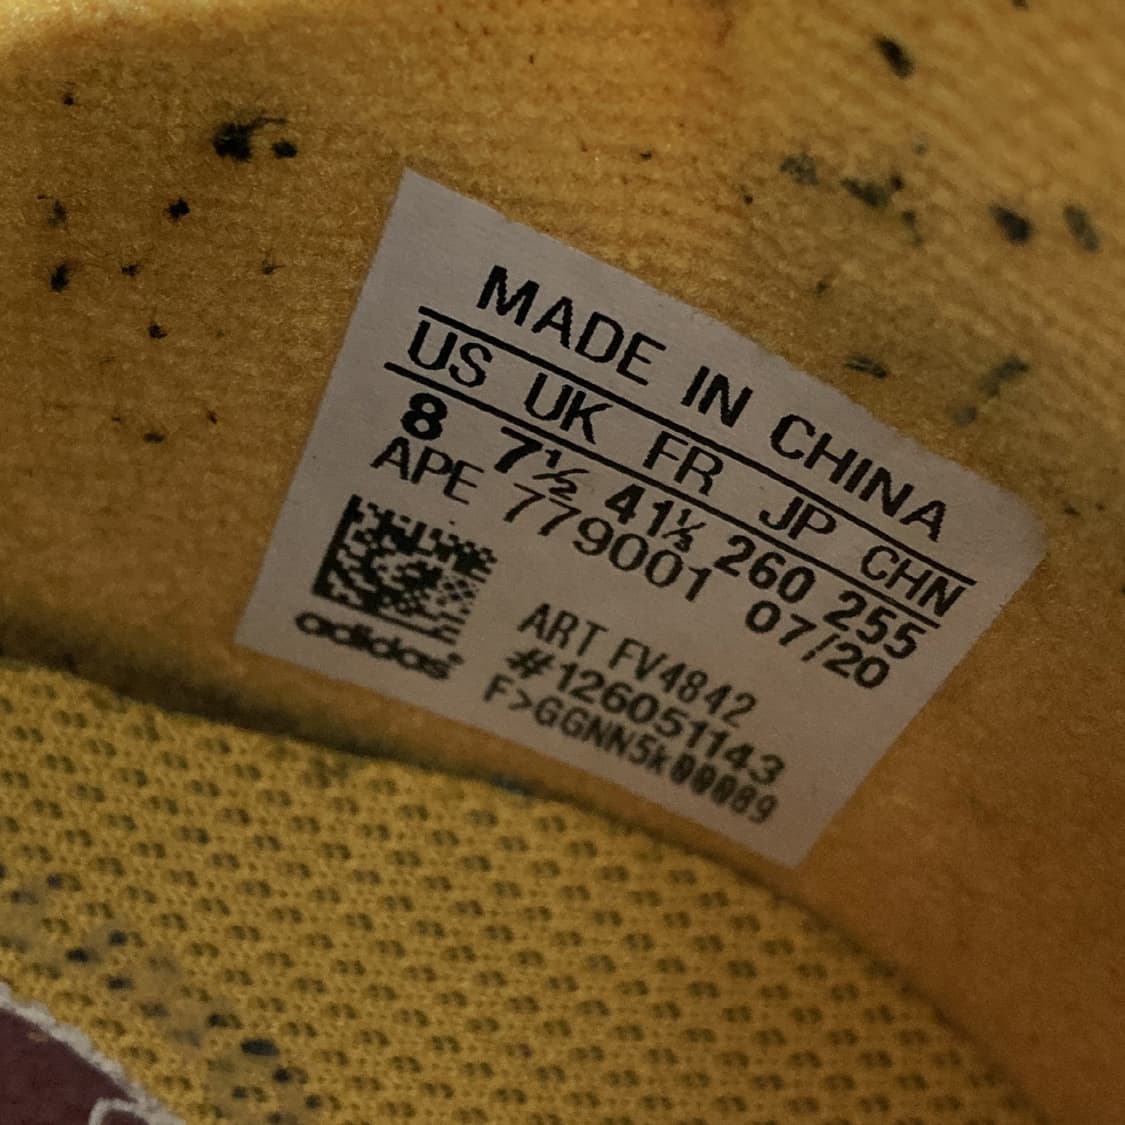 MADE IN CHINA
US UK FR JP CHN
8 7½ 41⅓ 260 255
APE 779001 07/20
ART FV4842
#126051143
F>GGNN5k00089
adidas